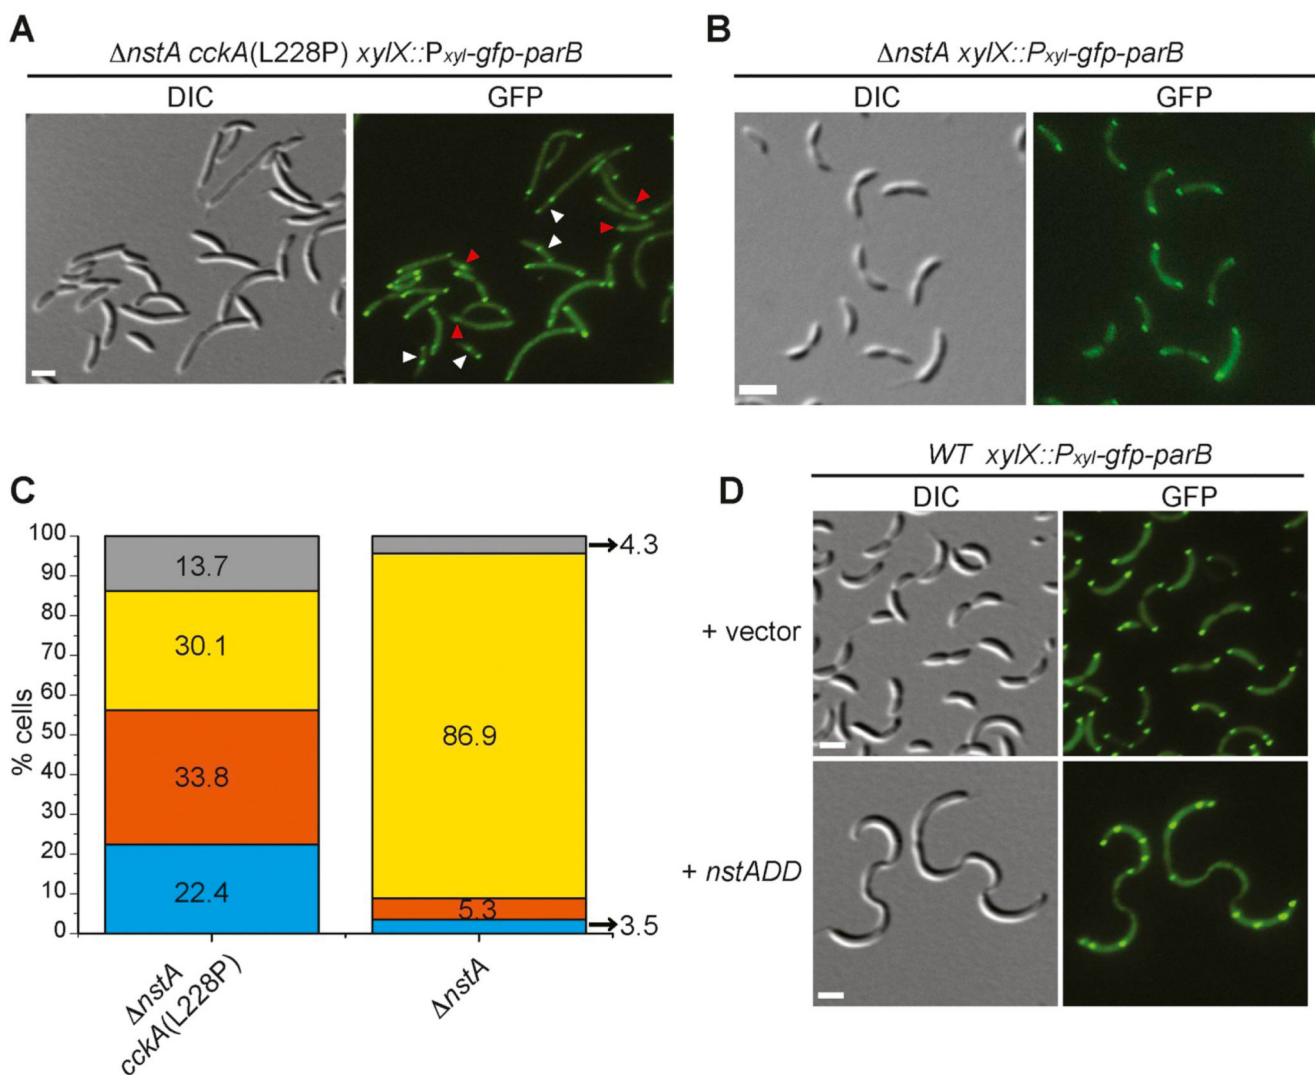 A
ΔnstA cckA(L228P) xylX::Pxyl-gfp-parB
DIC
GFP
B
ΔnstA xylX::Pxyl-gfp-parB
DIC
GFP
C
% cells
100
90
80
70
60
50
40
30
20
10
0
13.7
30.1
33.8
22.4
4.3
86.9
5.3
3.5
ΔnstA
cckA(L228P)
ΔnstA
D
WT xylX::Pxyl-gfp-parB
DIC
GFP
+ vector
+ nstADD